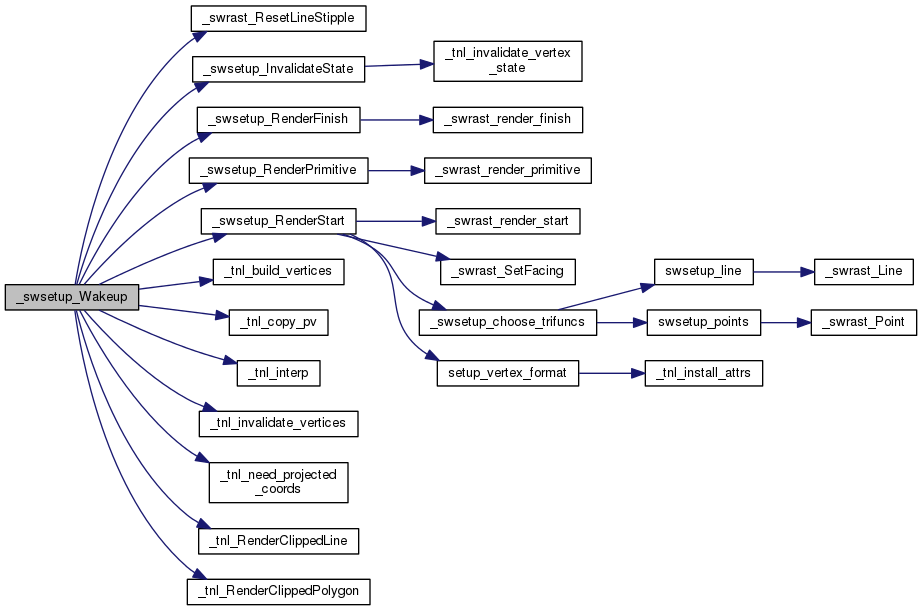 _swrast_ResetLineStipple
_swsetup_InvalidateState
_tnl_invalidate_vertex
_state
_swsetup_RenderFinish
_swrast_render_finish
_swsetup_RenderPrimitive
_swrast_render_primitive
_swsetup_RenderStart
_swrast_render_start
_tnl_build_vertices
_swrast_SetFacing
swsetup_line
_swrast_Line
_swsetup_Wakeup
_tnl_copy_pv
_swsetup_choose_trifuncs
swsetup_points
_swrast_Point
_tnl_interp
setup_vertex_format
_tnl_install_attrs
_tnl_invalidate_vertices
_tnl_need_projected
_coords
_tnl_RenderClippedLine
_tnl_RenderClippedPolygon